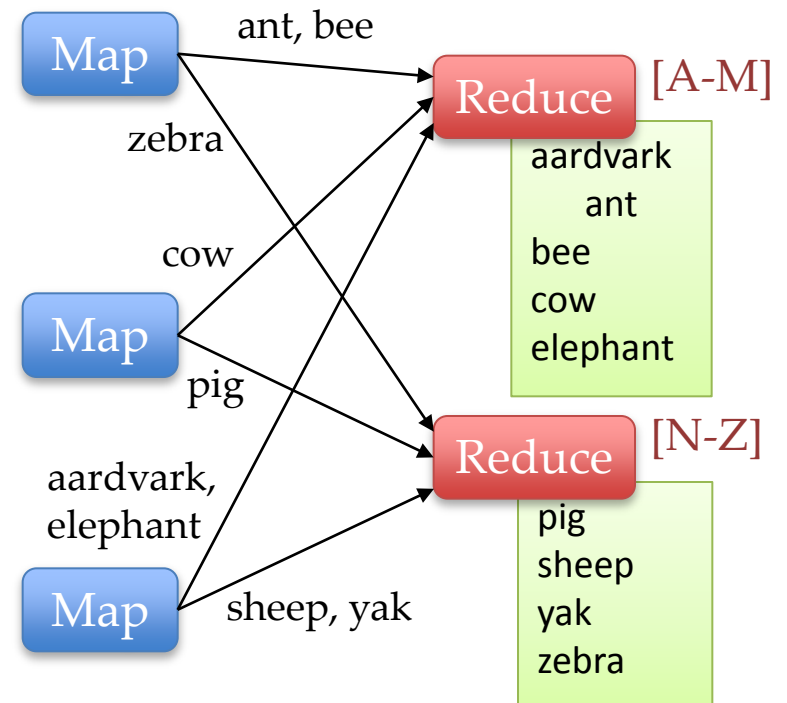 ant, bee
Map
Reduce
[A-M]
zebra
aardvark
ant
bee
cow
elephant
cow
Map
pig
Reduce
[N-Z]
aardvark,
elephant
pig
sheep
yak
zebra
Map
sheep, yak